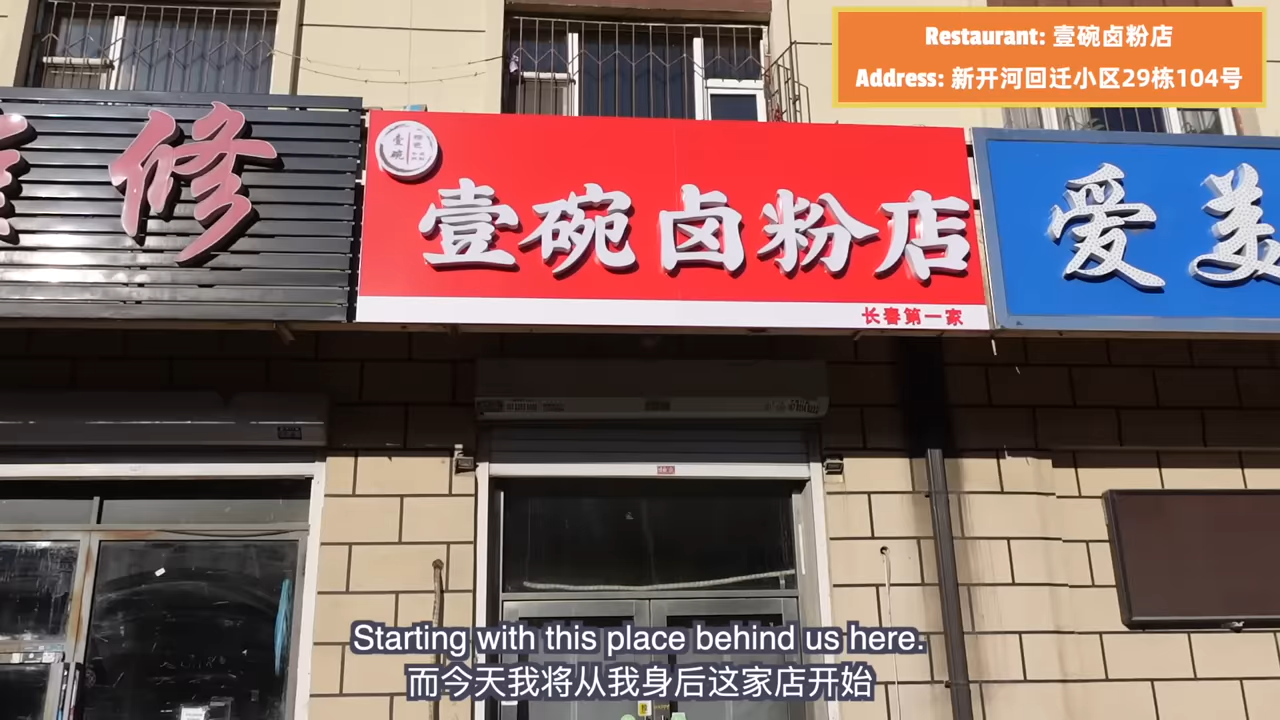 Restaurant: 壹碗卤粉店
Address: 新开河回迁小区29栋104号
修
壹碗
壹碗卤粉店
爱美
长春第一家
Starting with this place behind us here.
而今天我将从我身后这家店开始